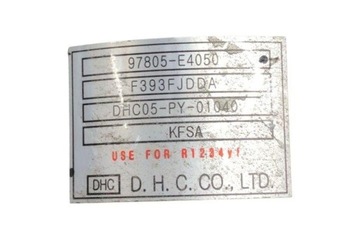 97805-E4050
F393FJDDA
DHC05-PY-01040
KFSA
USE FOR R1234yf
DHC D.H.C.CO., LTD.